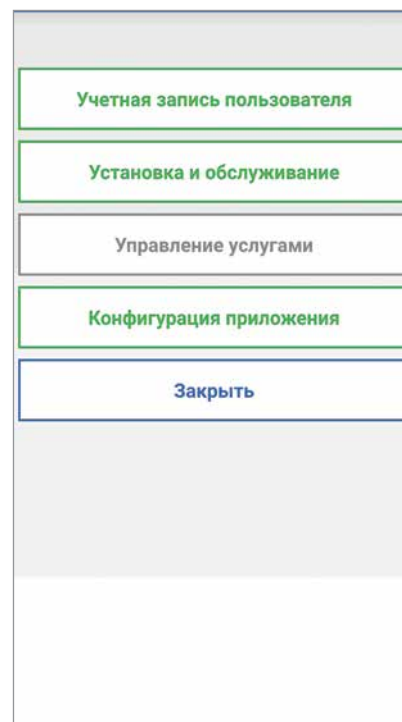 Учетная запись пользователя
Установка и обслуживание
Управление услугами
Конфигурация приложения
Закрыть